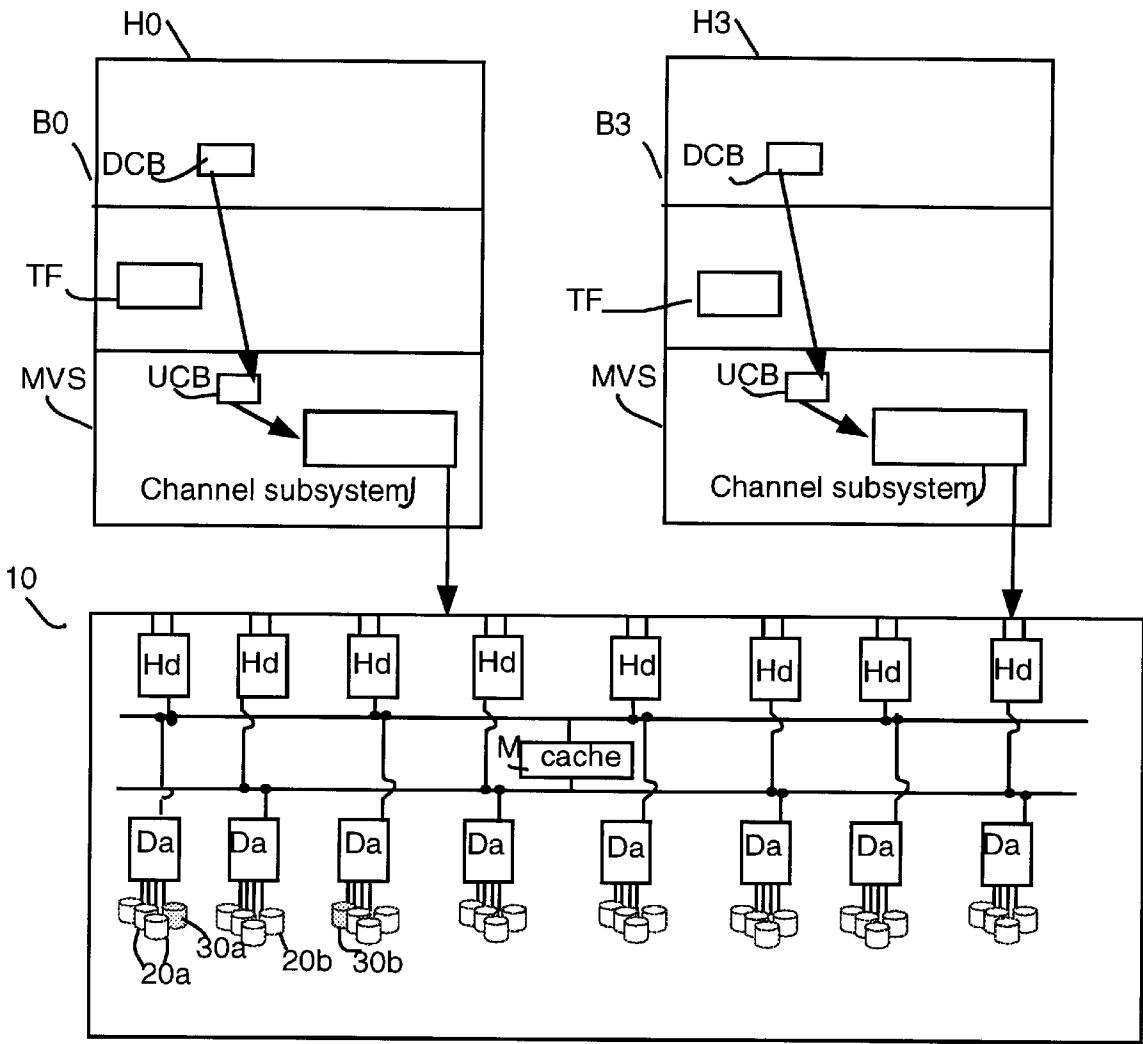 H0 H3
B0 B3
DCB DCB
TF TF
MVS UCB MVS UCB
Channel subsystem Channel subsystem
10
Hd Hd Hd Hd Hd Hd Hd Hd
M cache
Da Da Da Da Da Da Da Da
20a 30a 20b 30b